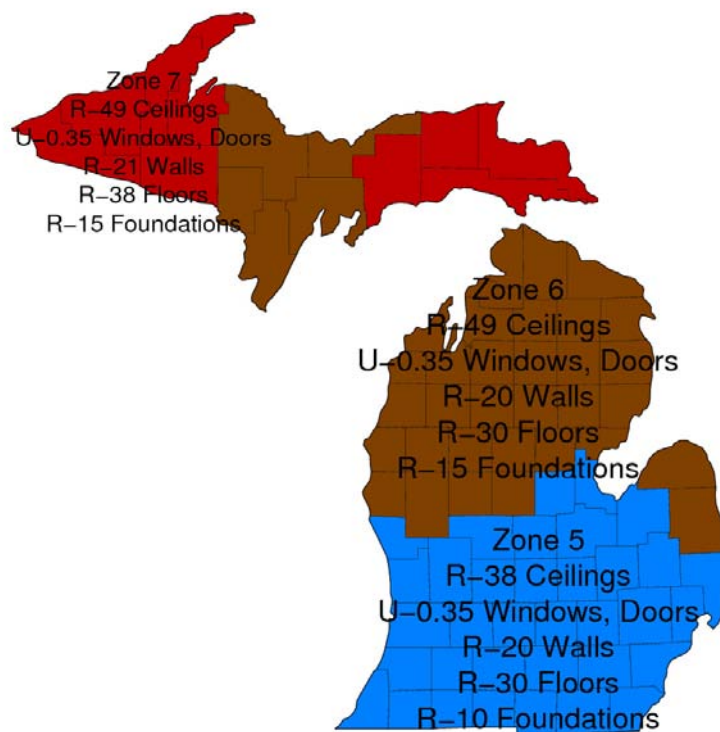 Zone 7
R-49 Ceilings
U-0.35 Windows, Doors
R-21 Walls
R-38 Floors
R-15 Foundations
Zone 6
R-49 Ceilings
U-0.35 Windows, Doors
R-20 Walls
R-30 Floors
R-15 Foundations
Zone 5
R-38 Ceilings
U-0.35 Windows, Doors
R-20 Walls
R-30 Floors
R-10 Foundations